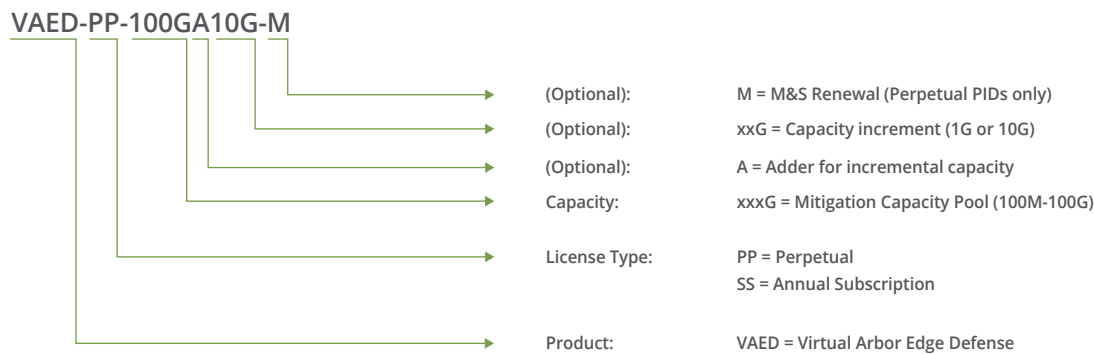 VAED-PP-100GA10G-M
(Optional): M = M&S Renewal (Perpetual PIDs only)
(Optional): xxG = Capacity increment (1G or 10G)
(Optional): A = Adder for incremental capacity
Capacity: xxxG = Mitigation Capacity Pool (100M-100G)
License Type: PP = Perpetual
SS = Annual Subscription
Product: VAED = Virtual Arbor Edge Defense